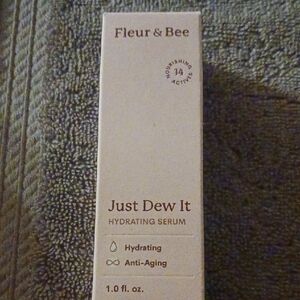 Fleur & Bee
NOURISHING
14
ACTIVES
Just Dew It
HYDRATING SERUM
Hydrating
Anti-Aging
1.0 fl. oz.